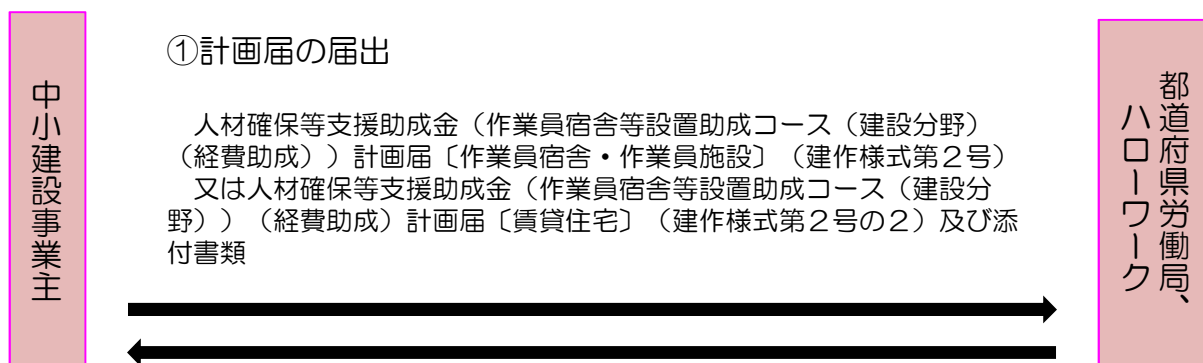 中小建設事業主
①計画届の届出
人材確保等支援助成金（作業員宿舎等設置助成コース（建設分野）
（経費助成））計画届〔作業員宿舎・作業員施設〕（建作様式第２号）
又は人材確保等支援助成金（作業員宿舎等設置助成コース（建設分
野））（経費助成）計画届〔賃貸住宅〕（建作様式第２号の２）及び添
付書類
都道府県労働局、
ハローワーク